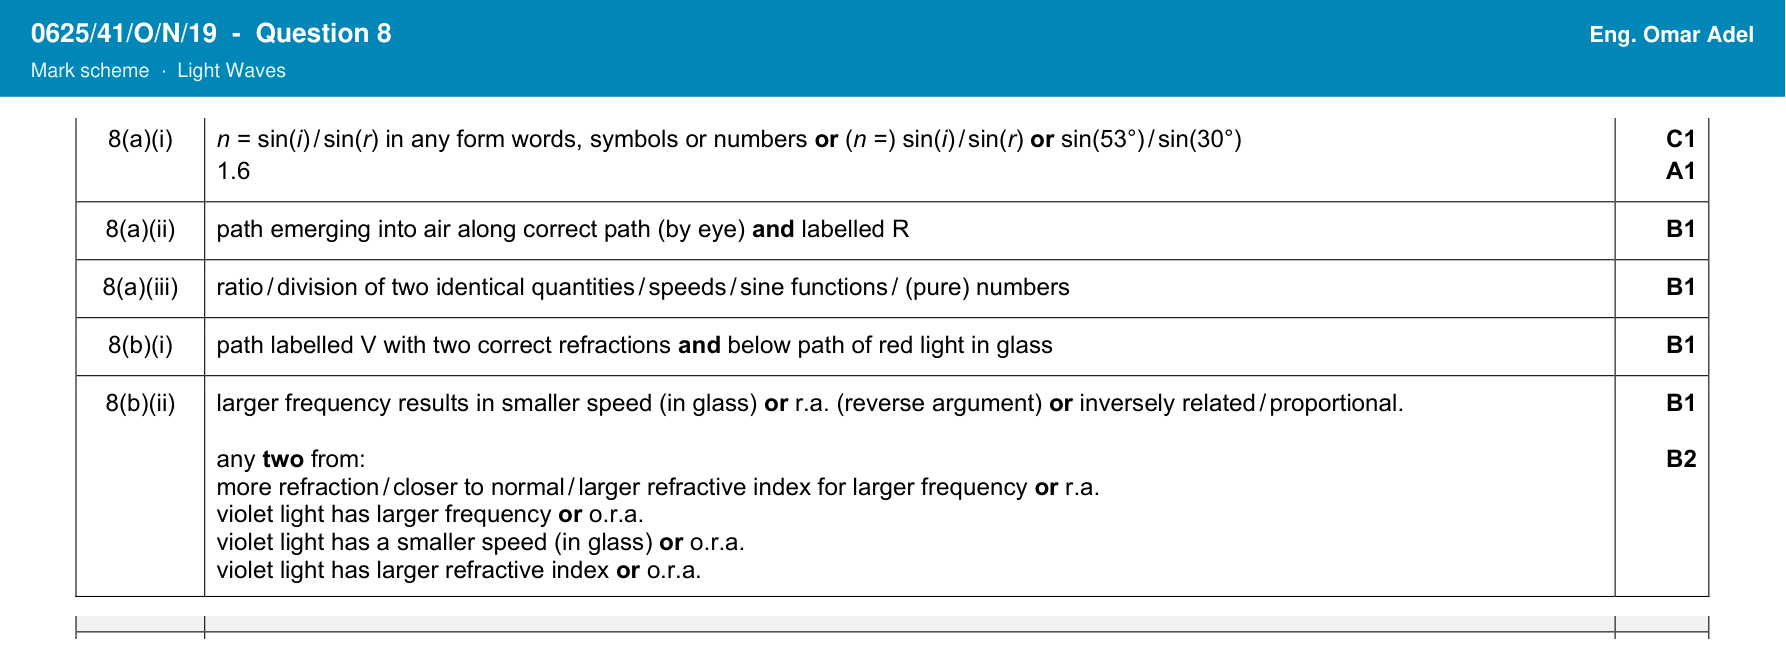 0625/41/O/N/19 - Question 8
Eng. Omar Adel
Mark scheme · Light Waves
8(a)(i) n = sin(i)/sin(r) in any form words, symbols or numbers or (n =) sin(i)/sin(r) or sin(53°)/sin(30°) C1
1.6 A1
8(a)(ii) path emerging into air along correct path (by eye) and labelled R B1
8(a)(iii) ratio/division of two identical quantities/speeds/sine functions/ (pure) numbers B1
8(b)(i) path labelled V with two correct refractions and below path of red light in glass B1
8(b)(ii) larger frequency results in smaller speed (in glass) or r.a. (reverse argument) or inversely related/proportional. B1
any two from: B2
more refraction/closer to normal/larger refractive index for larger frequency or r.a.
violet light has larger frequency or o.r.a.
violet light has a smaller speed (in glass) or o.r.a.
violet light has larger refractive index or o.r.a.